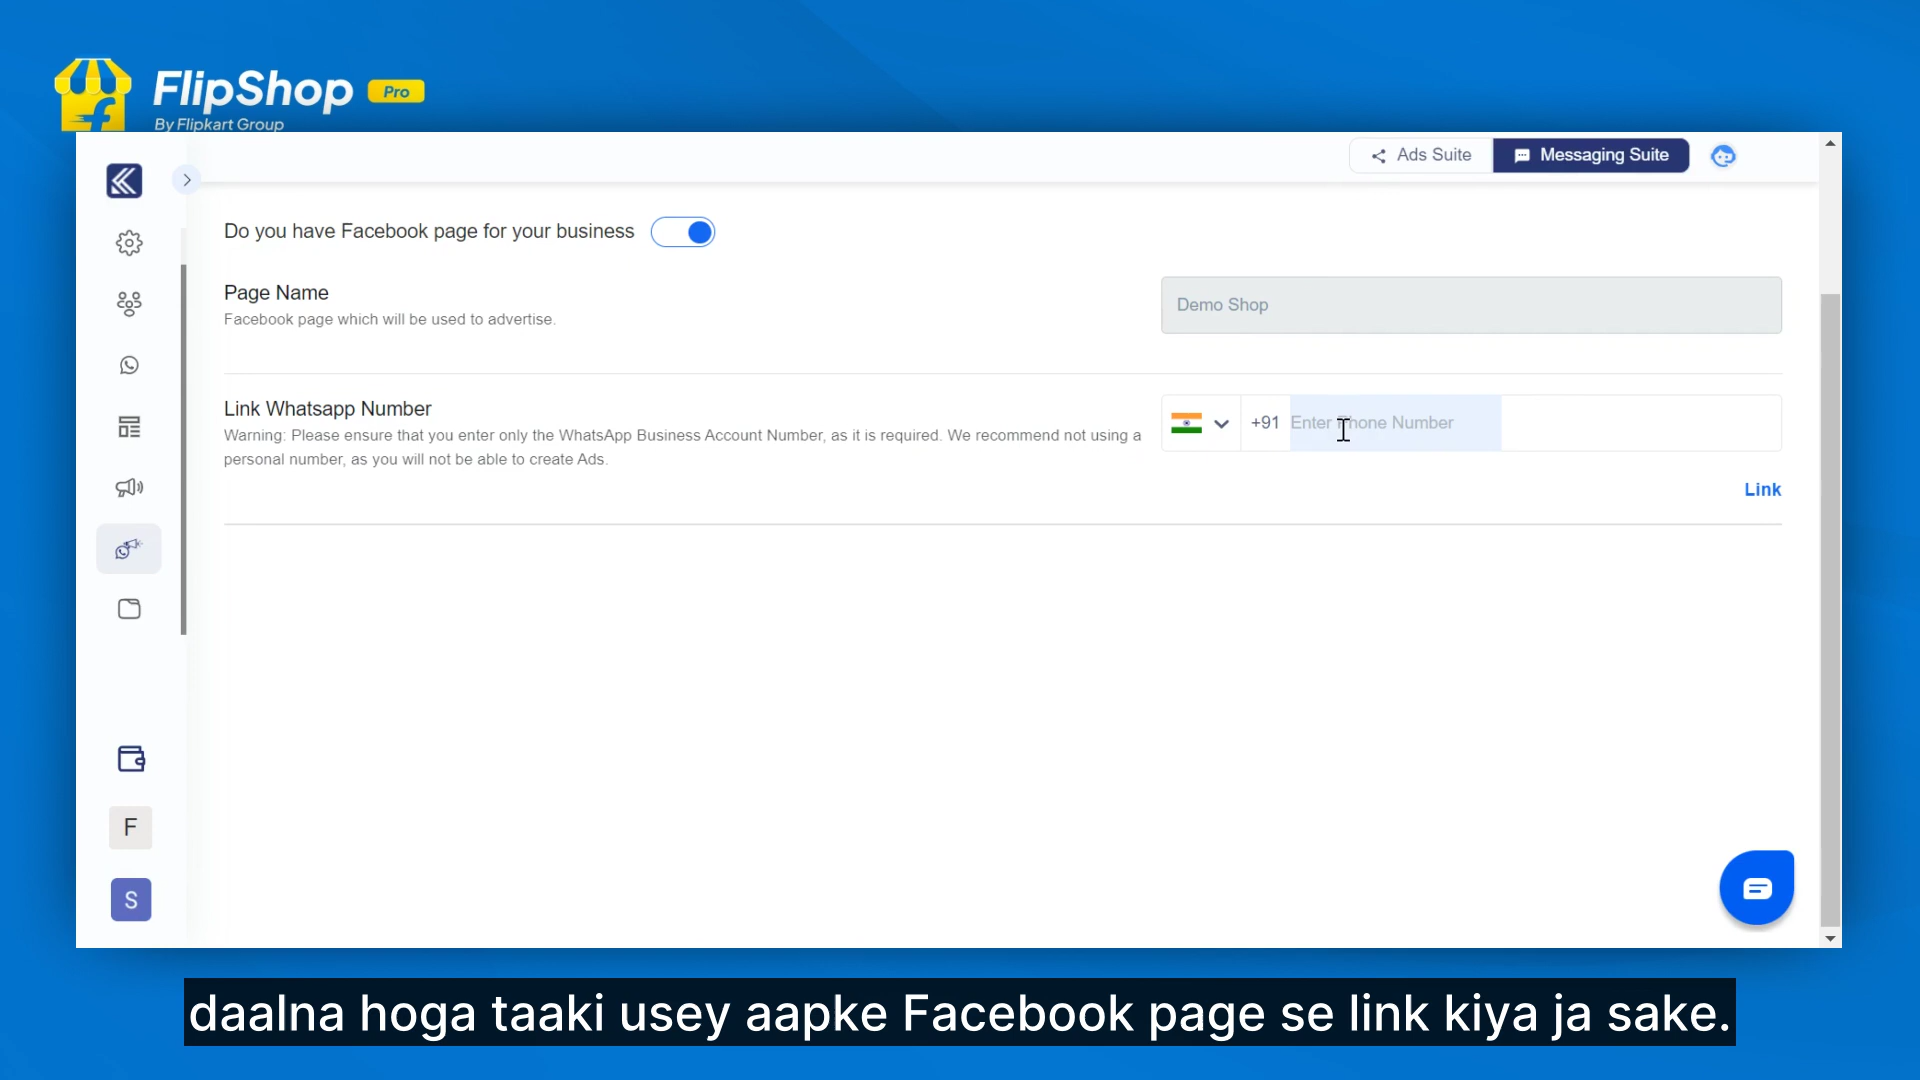 FlipShop Pro
By Flipkart Group
Ads Suite
Messaging Suite
Do you have Facebook page for your business
Page Name
Facebook page which will be used to advertise.
Demo Shop
Link Whatsapp Number
Warning: Please ensure that you enter only the WhatsApp Business Account Number, as it is required. We recommend not using a
personal number, as you will not be able to create Ads.
+91 Enter Phone Number
Link
F
S
daalna hoga taaki usey aapke Facebook page se link kiya ja sake.